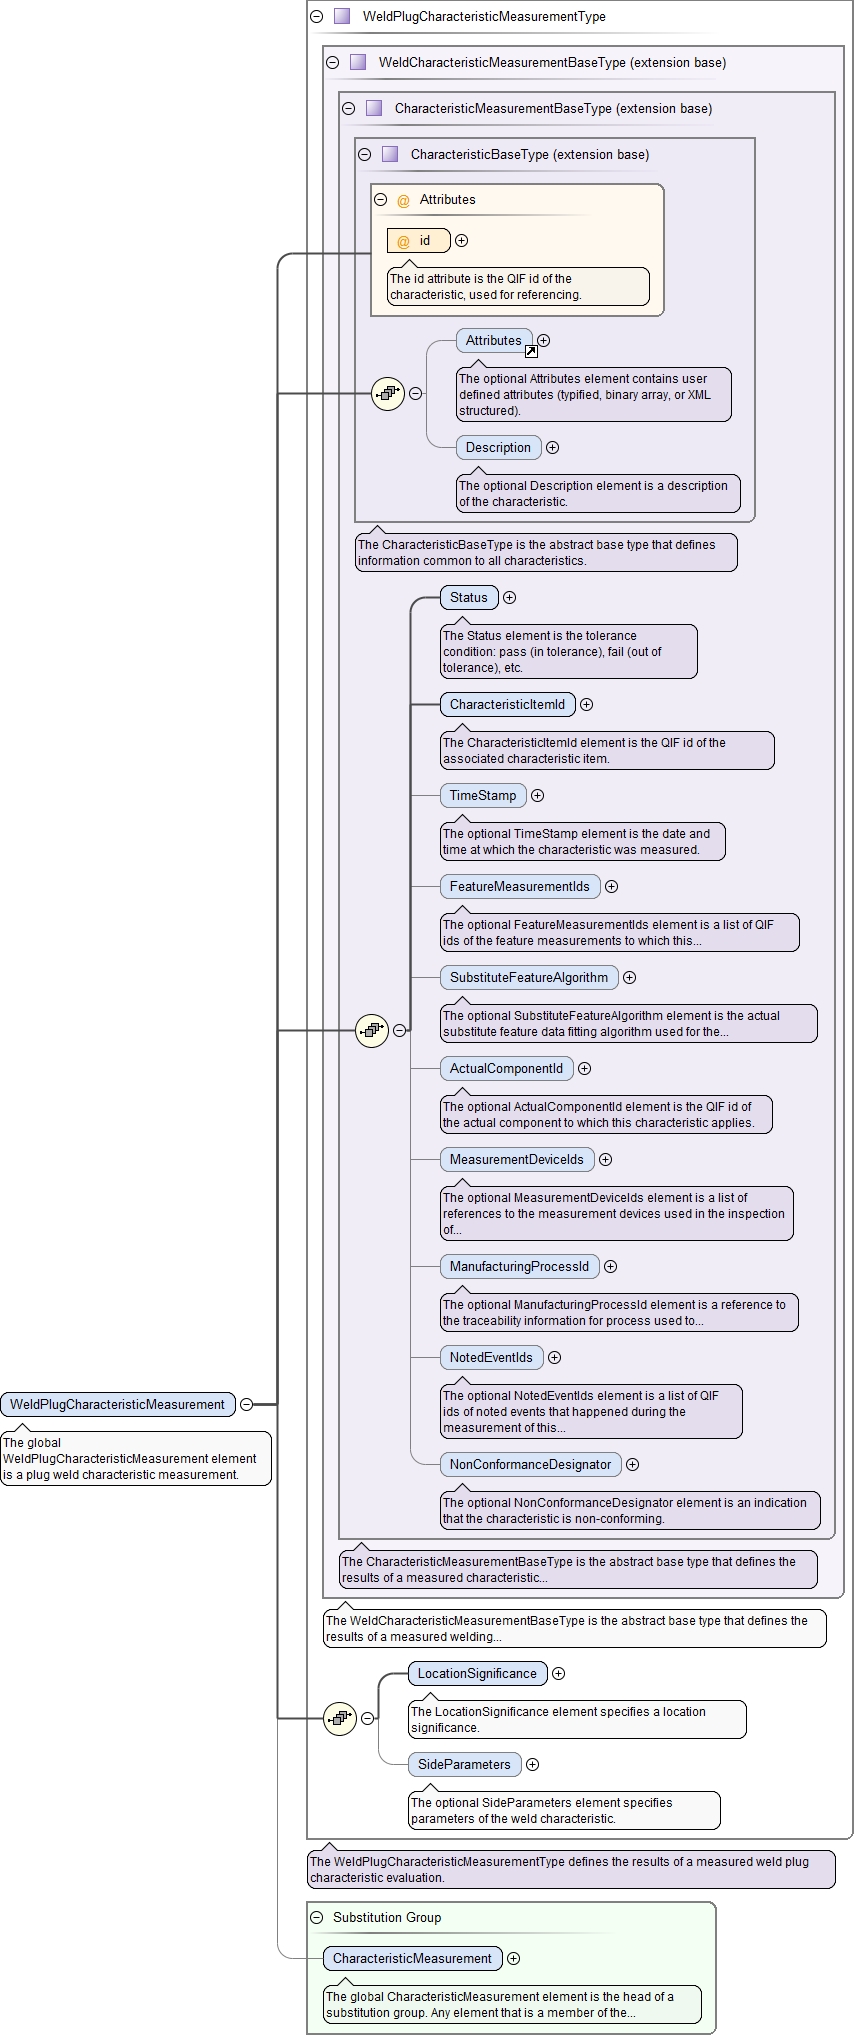 WeldPlugCharacteristicMeasurementType
WeldCharacteristicMeasurementBaseType (extension base)
CharacteristicMeasurementBaseType (extension base)
CharacteristicBaseType (extension base)
@ Attributes
@ id
The id attribute is the QIF id of the
characteristic, used for referencing.
Attributes
The optional Attributes element contains user
defined attributes (typified, binary array, or XML
structured).
Description
The optional Description element is a description
of the characteristic.
The CharacteristicBaseType is the abstract base type that defines
information common to all characteristics.
Status
The Status element is the tolerance
condition: pass (in tolerance), fail (out of
tolerance), etc.
CharacteristicItemId
The CharacteristicItemId element is the QIF id of the
associated characteristic item.
TimeStamp
The optional TimeStamp element is the date and
time at which the characteristic was measured.
FeatureMeasurementIds
The optional FeatureMeasurementIds element is a list of QIF
ids of the feature measurements to which this...
SubstituteFeatureAlgorithm
The optional SubstituteFeatureAlgorithm element is the actual
substitute feature data fitting algorithm used for the...
ActualComponentId
The optional ActualComponentId element is the QIF id of
the actual component to which this characteristic applies.
MeasurementDeviceIds
The optional MeasurementDeviceIds element is a list of
references to the measurement devices used in the inspection
of...
ManufacturingProcessId
The optional ManufacturingProcessId element is a reference to
the traceability information for process used to...
NotedEventIds
The optional NotedEventIds element is a list of QIF
ids of noted events that happened during the
measurement of this...
WeldPlugCharacteristicMeasurement
The global
WeldPlugCharacteristicMeasurement element
is a plug weld characteristic measurement.
NonConformanceDesignator
The optional NonConformanceDesignator element is an indication
that the characteristic is non-conforming.
The CharacteristicMeasurementBaseType is the abstract base type that defines the
results of a measured characteristic...
The WeldCharacteristicMeasurementBaseType is the abstract base type that defines the
results of a measured welding...
LocationSignificance
The LocationSignificance element specifies a location
significance.
SideParameters
The optional SideParameters element specifies
parameters of the weld characteristic.
The WeldPlugCharacteristicMeasurementType defines the results of a measured weld plug
characteristic evaluation.
Substitution Group
CharacteristicMeasurement
The global CharacteristicMeasurement element is the head of a
substitution group. Any element that is a member of the...